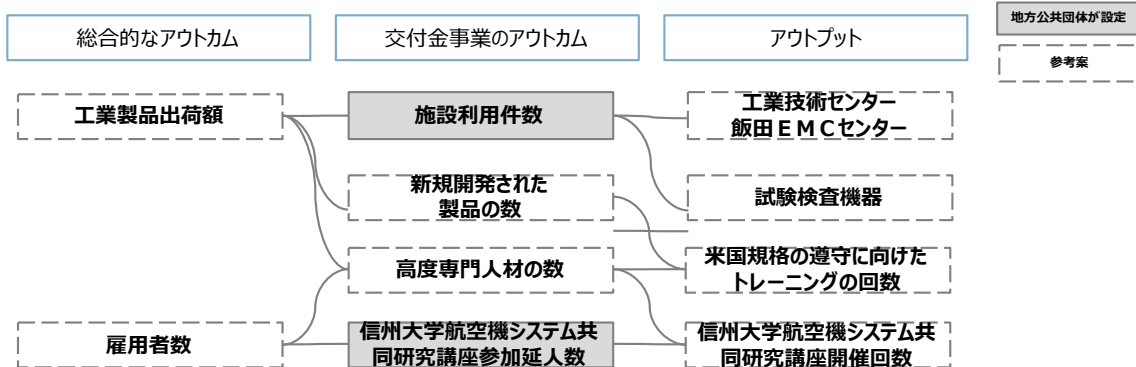 総合的なアウトカム
交付金事業のアウトカム
アウトプット
地方公共団体が設定
参考案
工業製品出荷額
施設利用件数
工業技術センター
飯田ＥＭＣセンター
新規開発された
製品の数
試験検査機器
高度専門人材の数
米国規格の遵守に向けた
トレーニングの回数
雇用者数
信州大学航空機システム共
同研究講座参加延人数
信州大学航空機システム共
同研究講座開催回数